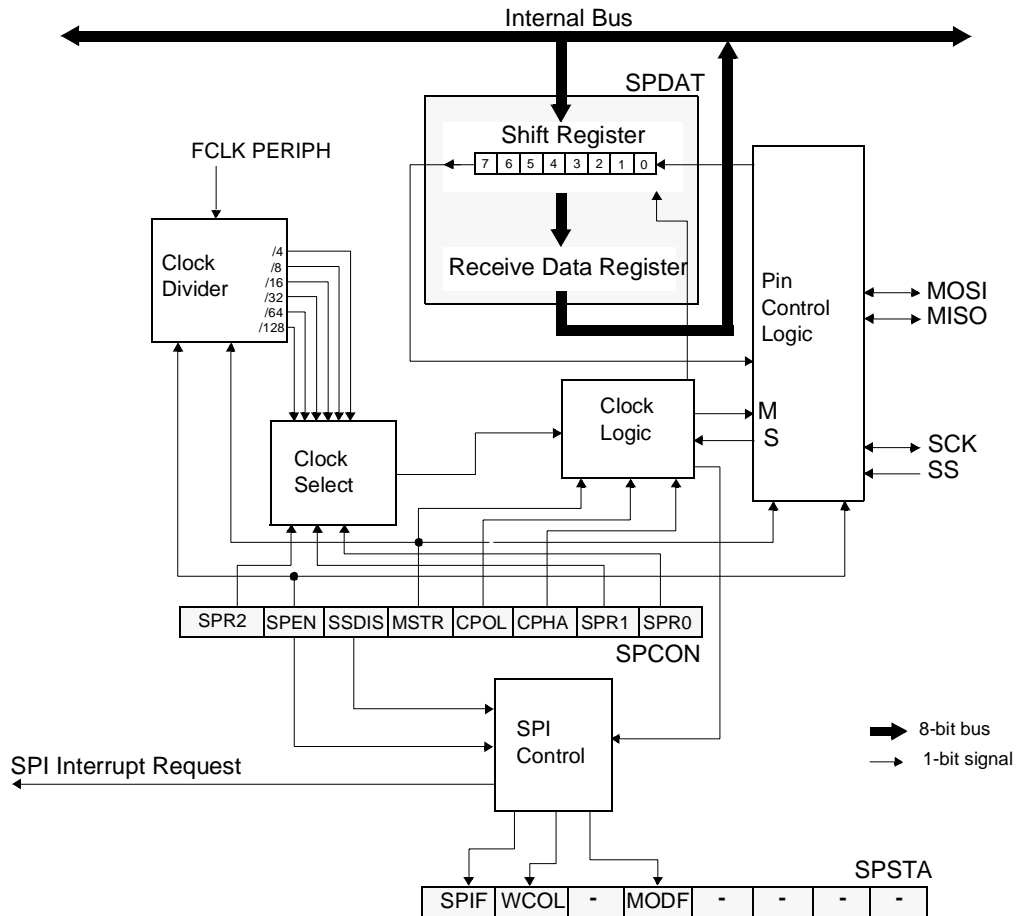 Internal Bus
SPDAT
Shift Register
7 6 5 4 3 2 1 0
FCLK PERIPH
Clock
Divider
/4
/8
/16
/32
/64
/128
Receive Data Register
Pin
Control
Logic
MOSI
MISO
Clock
Logic
M
S
SCK
SS
Clock
Select
SPR2 SPEN SSDIS MSTR CPOL CPHA SPR1 SPR0
SPCON
SPI
Control
8-bit bus
1-bit signal
SPI Interrupt Request
SPSTA
SPIF WCOL - MODF - - - -